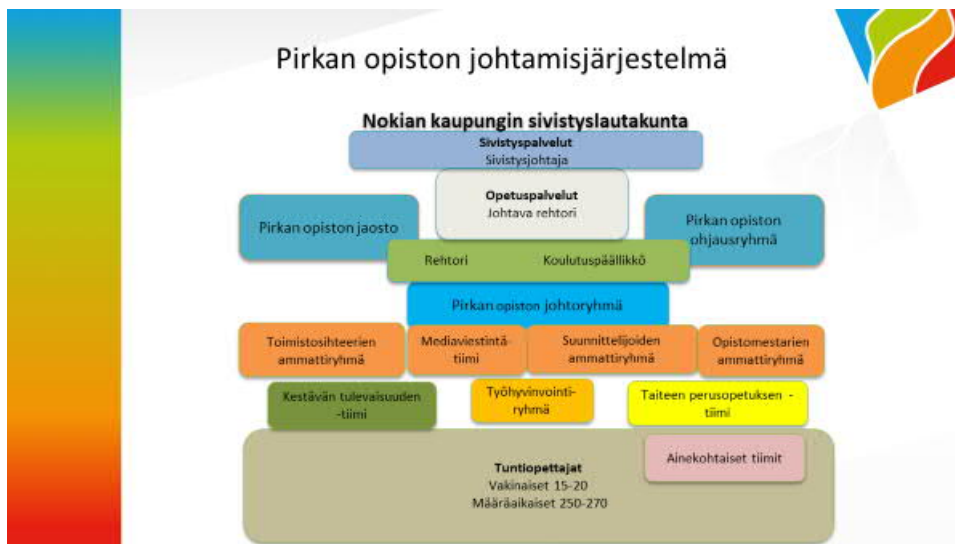 Pirkan opiston johtamisjärjestelmä
Nokian kaupungin sivistyslautakunta
Sivistyspalvelut
Sivistysjohtaja
Opetuspalvelut
Johtava rehtori
Pirkan opiston jaosto
Pirkan opiston
ohjausryhmä
Rehtori
Koulutuspäällikkö
Pirkan opiston johtoryhmä
Toimistosihteerien
ammattiryhmä
Mediaviestintä-
tiimi
Suunnittelijoiden
ammattiryhmä
Opistomestarien
ammattiryhmä
Kestävän tulevaisuuden
-tiimi
Työhyvinvointi-
ryhmä
Taiteen perusopetuksen -
tiimi
Ainekohtaiset tiimit
Tuntiopettajat
Vakinaiset 15-20
Määräaikaiset 250-270